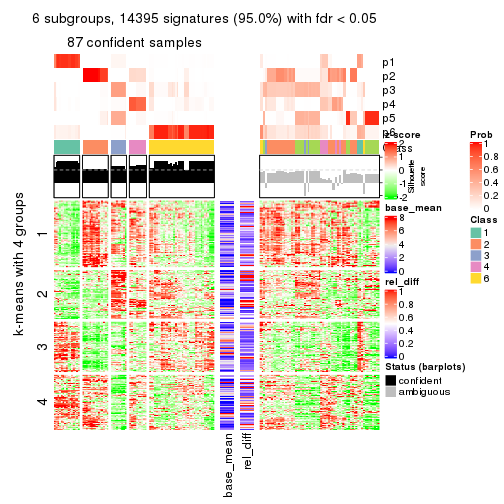 6 subgroups, 14395 signatures (95.0%) with fdr < 0.05
87 confident samples
p1
p2
p3
p4
p5
p6
Class
z-score
2
1
0
-1
-2
Silhouette
score
base_mean
8
6
4
2
0
rel_diff
1
0.8
0.6
0.4
0.2
0
Status (barplots)
confident
ambiguous
Prob
1
0.8
0.6
0.4
0.2
0
Class
1
2
3
4
6
k-means with 4 groups
1
2
3
4
base_mean
rel_diff